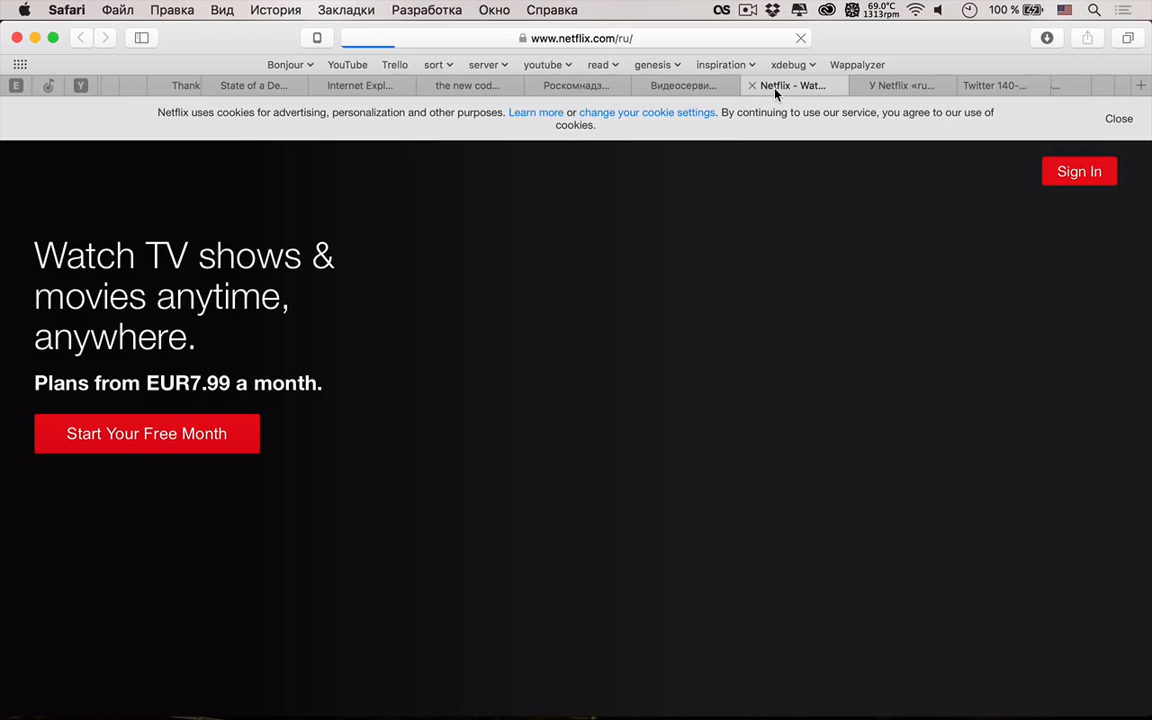 Safari Файл Правка Вид История Закладки Разработка Окно Справка 69.0°C 1313rpm 100 %
www.netflix.com/ru/
Bonjour YouTube Trello sort server youtube read genesis inspiration xdebug Wappalyzer
E Y Thank State of a De... Internet Expl... the new cod... Роскомнадз... Видеосерви... Netflix - Wat... У Netflix «ru... Twitter 140-...
Netflix uses cookies for advertising, personalization and other purposes. Learn more or change your cookie settings. By continuing to use our service, you agree to our use of
cookies.
Close
Sign In
Watch TV shows &
movies anytime,
anywhere.
Plans from EUR7.99 a month.
Start Your Free Month